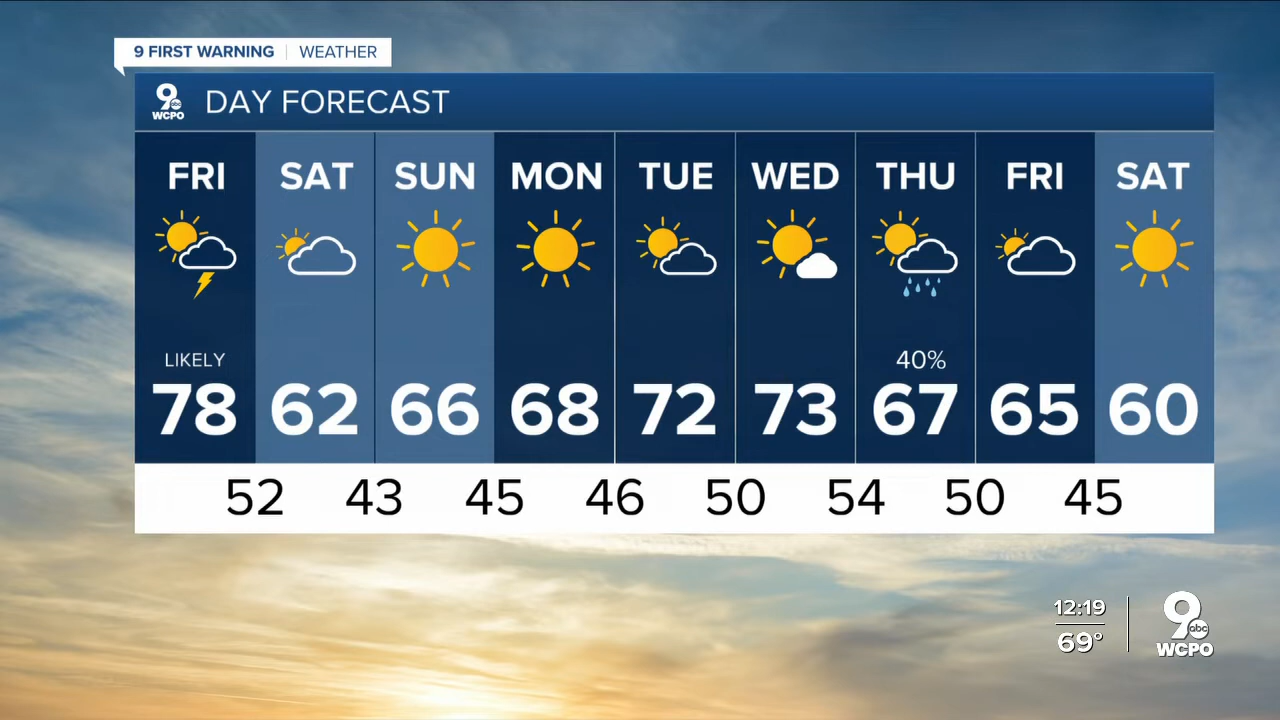 9 FIRST WARNING | WEATHER
9 abc WCPO DAY FORECAST
FRI SAT SUN MON TUE WED THU FRI SAT
LIKELY 40%
78 62 66 68 72 73 67 65 60
52 43 45 46 50 54 50 45
12:19
69°
9 abc
WCPO